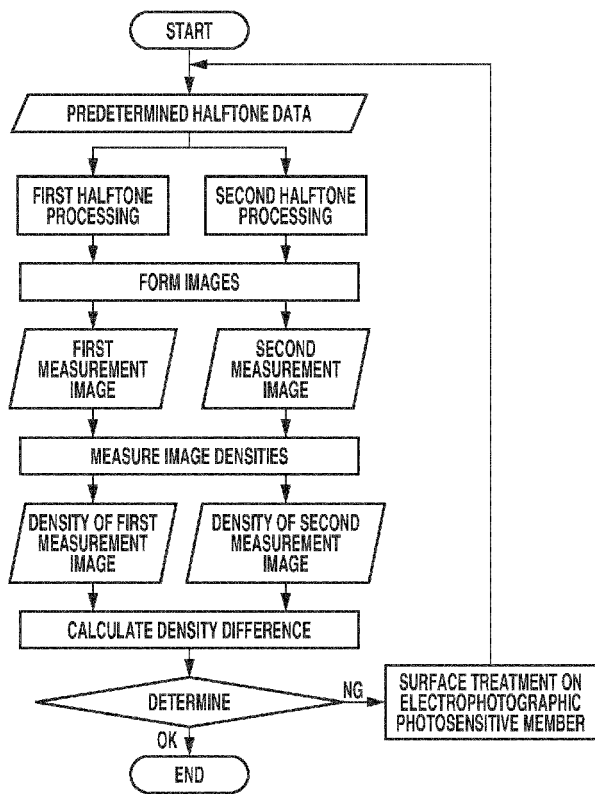 START
PREDETERMINED HALFTONE DATA
FIRST HALFTONE
PROCESSING
SECOND HALFTONE
PROCESSING
FORM IMAGES
FIRST
MEASUREMENT
IMAGE
SECOND
MEASUREMENT
IMAGE
MEASURE IMAGE DENSITIES
DENSITY OF FIRST
MEASUREMENT
IMAGE
DENSITY OF SECOND
MEASUREMENT
IMAGE
CALCULATE DENSITY DIFFERENCE
DETERMINE
NG
SURFACE TREATMENT ON
ELECTROPHOTOGRAPHIC
PHOTOSENSITIVE MEMBER
OK
END